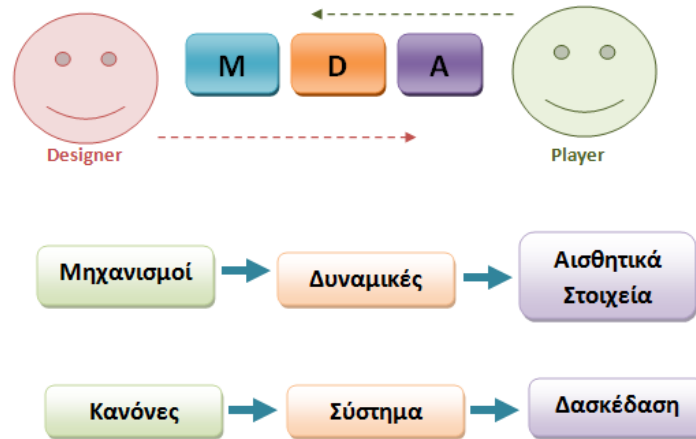 M D A
Designer Player
Μηχανισμοί Δυναμικές Αισθητικά
Στοιχεία
Κανόνες Σύστημα Δασκέδαση